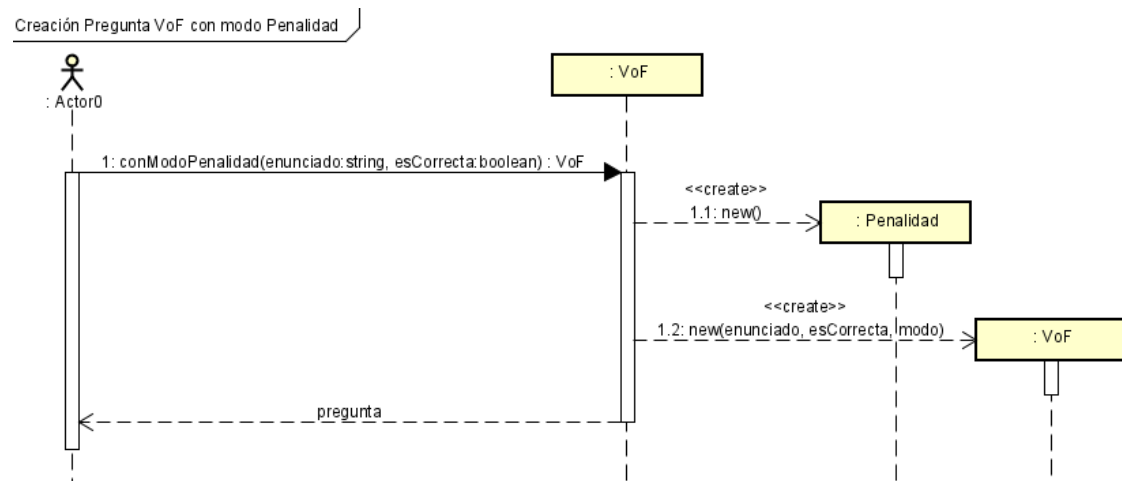 Creación Pregunta VoF con modo Penalidad
: Actor0
: VoF
1: conModoPenalidad(enunciado:string, esCorrecta:boolean) : VoF
<<create>>
1.1: new()
: Penalidad
<<create>>
1.2: new(enunciado, esCorrecta, modo)
: VoF
pregunta